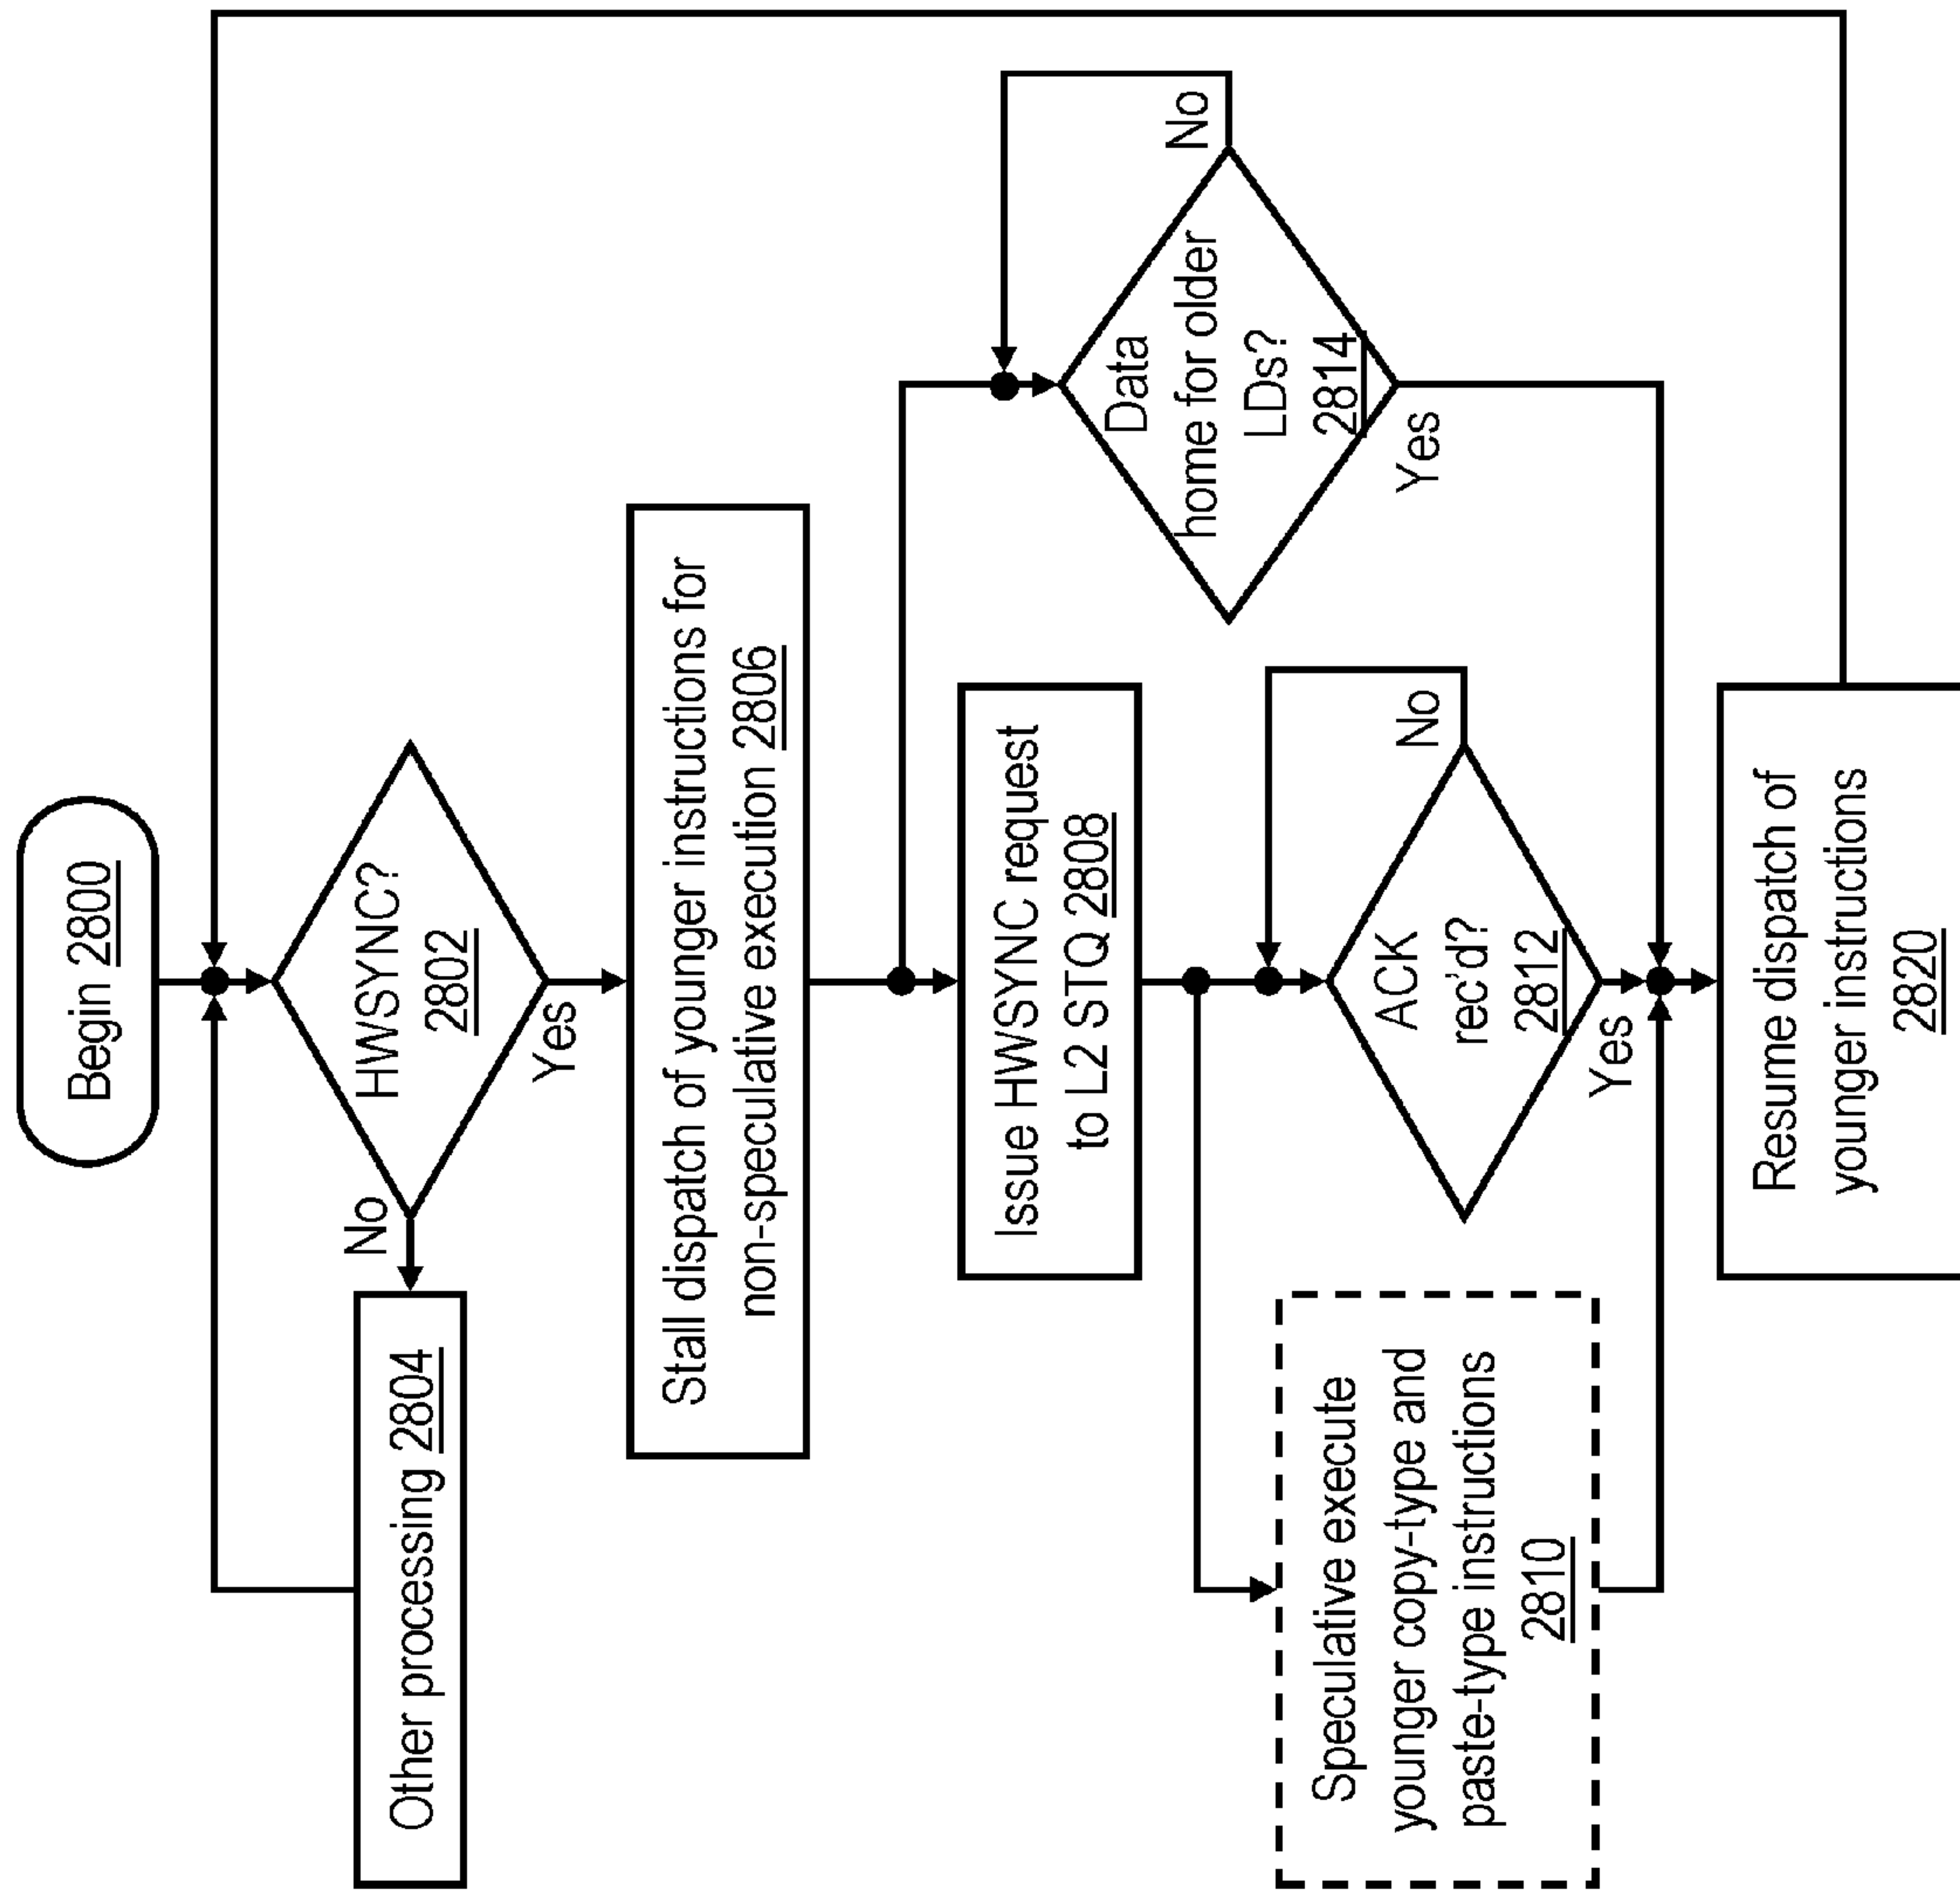 Begin 2800
HWSYNC?
2802
No
Yes
Other processing 2804
Stall dispatch of younger instructions for
non-speculative execution 2806
Issue HWSYNC request
to L2 STQ 2808
Data
home for older
LDs?
2814
No
Yes
Speculative execute
younger copy-type and
paste-type instructions
2810
ACK
rec'd?
2812
No
Yes
Resume dispatch of
younger instructions
2820